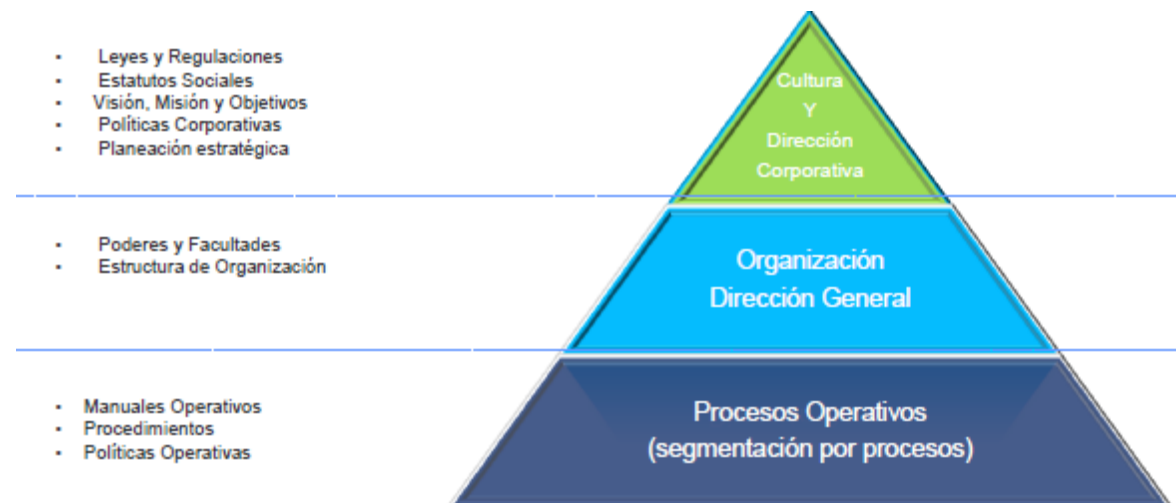 ▪ Leyes y Regulaciones
▪ Estatutos Sociales
▪ Visión, Misión y Objetivos
▪ Políticas Corporativas
▪ Planeación estratégica
Cultura
Y
Dirección
Corporativa
▪ Poderes y Facultades
▪ Estructura de Organización
Organización
Dirección General
▪ Manuales Operativos
▪ Procedimientos
▪ Políticas Operativas
Procesos Operativos
(segmentación por procesos)